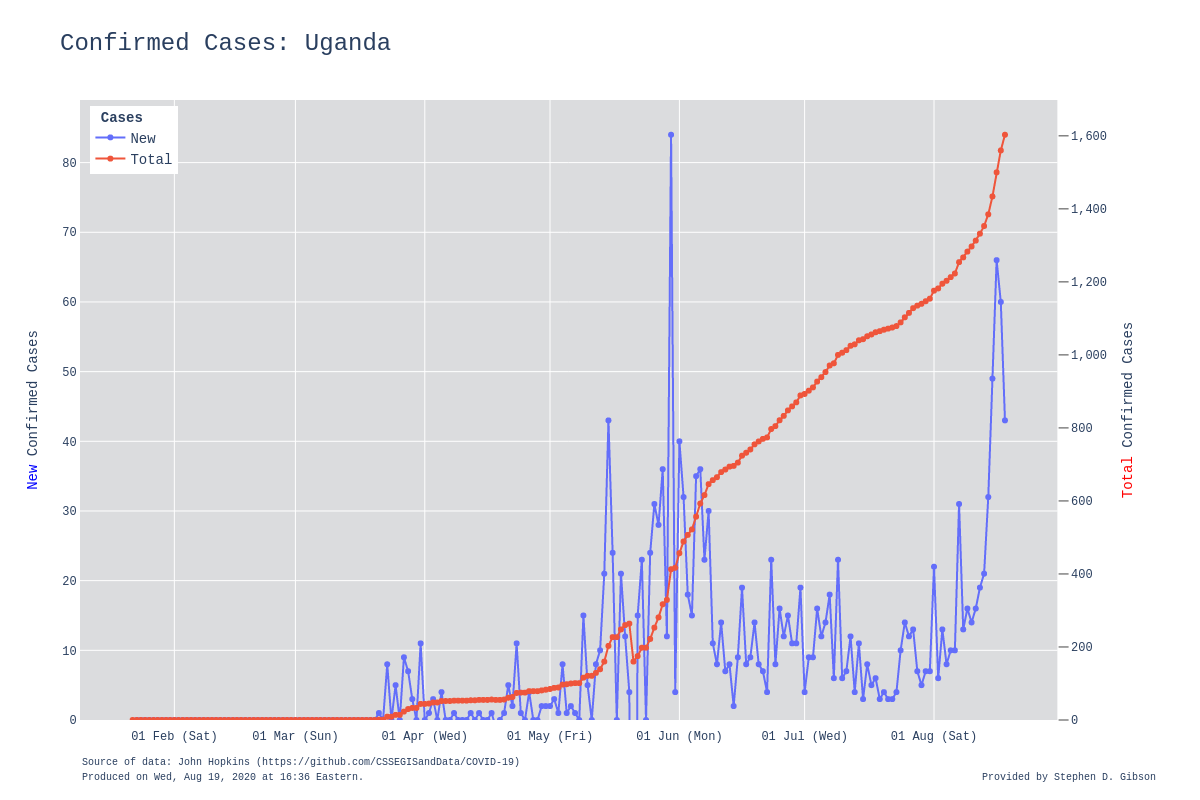 Confirmed Cases: Uganda
Cases
New
Total
80
70
60
50
40
30
20
10
0
1,600
1,400
1,200
1,000
800
600
400
200
0
New Confirmed Cases
Total Confirmed Cases
01 Feb (Sat) 01 Mar (Sun) 01 Apr (Wed) 01 May (Fri) 01 Jun (Mon) 01 Jul (Wed) 01 Aug (Sat)
Source of data: John Hopkins (https://github.com/CSSEGISandData/COVID-19)
Produced on Wed, Aug 19, 2020 at 16:36 Eastern.
Provided by Stephen D. Gibson